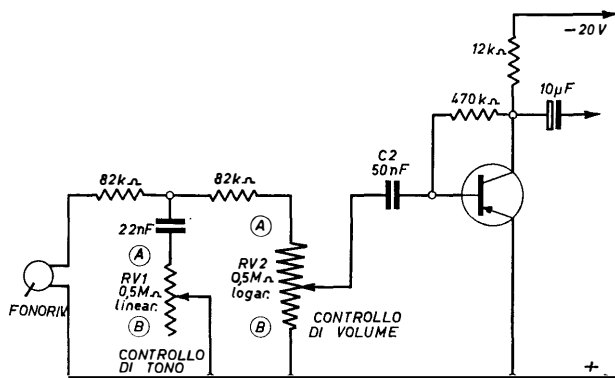 -20V
12kΩ
470kΩ
10µF
C2
50nF
82kΩ
82kΩ
22nF
A
RV1
0,5MΩ
linear.
B
A
RV2
0,5MΩ
logar.
B
FONORIV
CONTROLLO
DI TONO
CONTROLLO
DI VOLUME
+